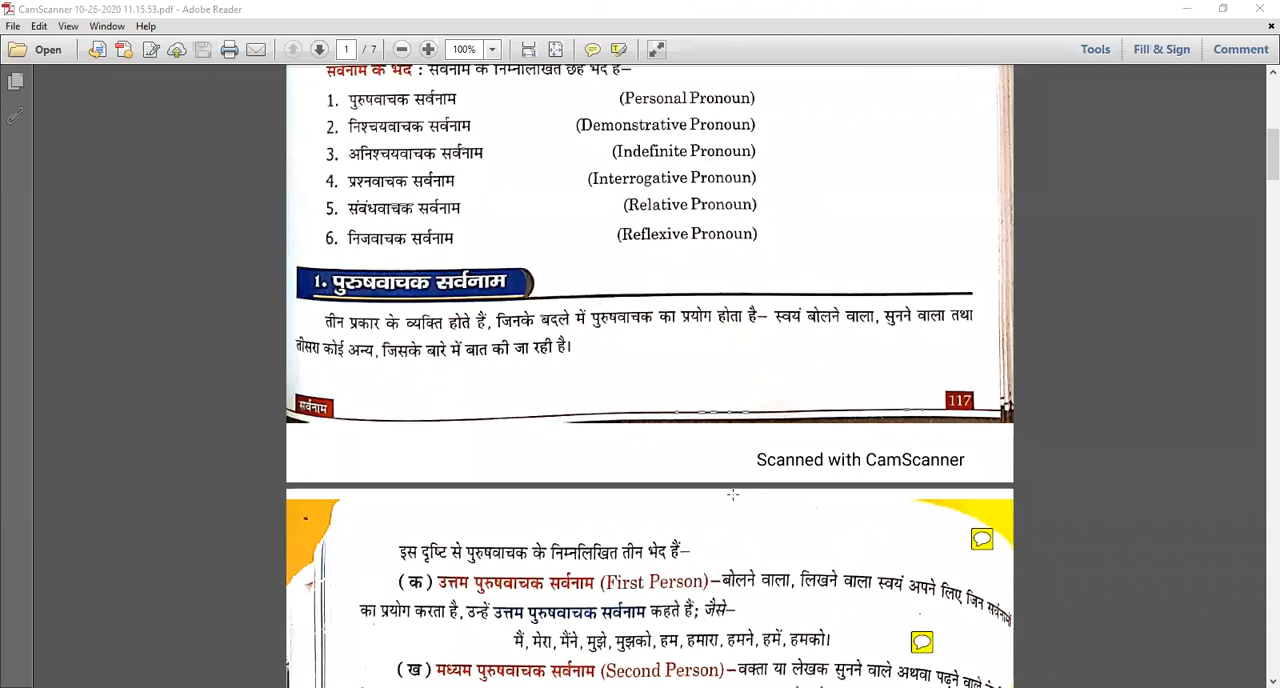 CamScanner 10-26-2020 11.15.53.pdf - Adobe Reader
File Edit View Window Help
Open 1 / 7 100% Tools Fill & Sign Comment
सर्वनाम के भेद : सर्वनाम के निम्नलिखित छह भेद हैं–
1. पुरुषवाचक सर्वनाम (Personal Pronoun)
2. निश्चयवाचक सर्वनाम (Demonstrative Pronoun)
3. अनिश्चयवाचक सर्वनाम (Indefinite Pronoun)
4. प्रश्नवाचक सर्वनाम (Interrogative Pronoun)
5. संबंधवाचक सर्वनाम (Relative Pronoun)
6. निजवाचक सर्वनाम (Reflexive Pronoun)
1. पुरुषवाचक सर्वनाम
तीन प्रकार के व्यक्ति होते हैं, जिनके बदले में पुरुषवाचक का प्रयोग होता है– स्वयं बोलने वाला, सुनने वाला तथा
तीसरा कोई अन्य, जिसके बारे में बात की जा रही है।
सर्वनाम 117
Scanned with CamScanner
इस दृष्टि से पुरुषवाचक के निम्नलिखित तीन भेद हैं–
(क) उत्तम पुरुषवाचक सर्वनाम (First Person)–बोलने वाला, लिखने वाला स्वयं अपने लिए जिन सर्वनामों
का प्रयोग करता है, उन्हें उत्तम पुरुषवाचक सर्वनाम कहते हैं; जैसे–
मैं, मेरा, मैंने, मुझे, मुझको, हम, हमारा, हमने, हमें, हमको।
(ख) मध्यम पुरुषवाचक सर्वनाम (Second Person)–वक्ता या लेखक सुनने वाले अथवा पढ़ने वाले